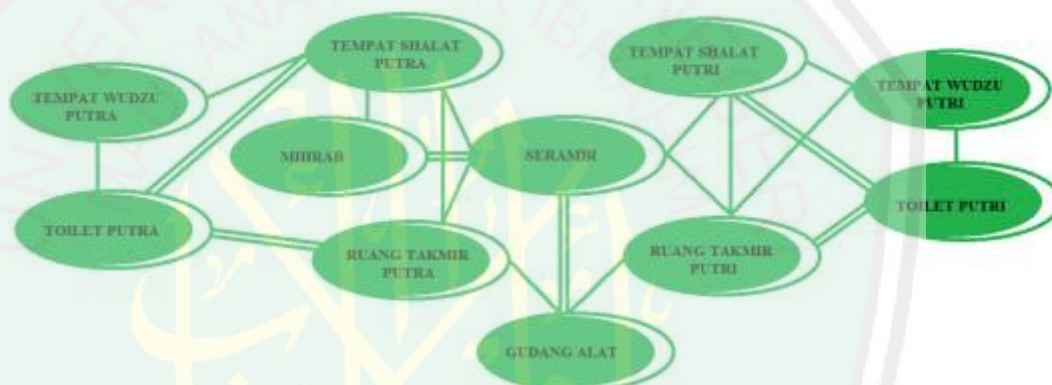 TEMPAT SHALAT
PUTRA
TEMPAT SHALAT
PUTRI
TEMPAT WUDZU
PUTRA
TEMPAT WUDZU
PUTRI
MIHRAB
SERAMBI
TOILET PUTRA
TOILET PUTRI
RUANG TAKMIR
PUTRA
RUANG TAKMIR
PUTRI
GUDANG ALAT